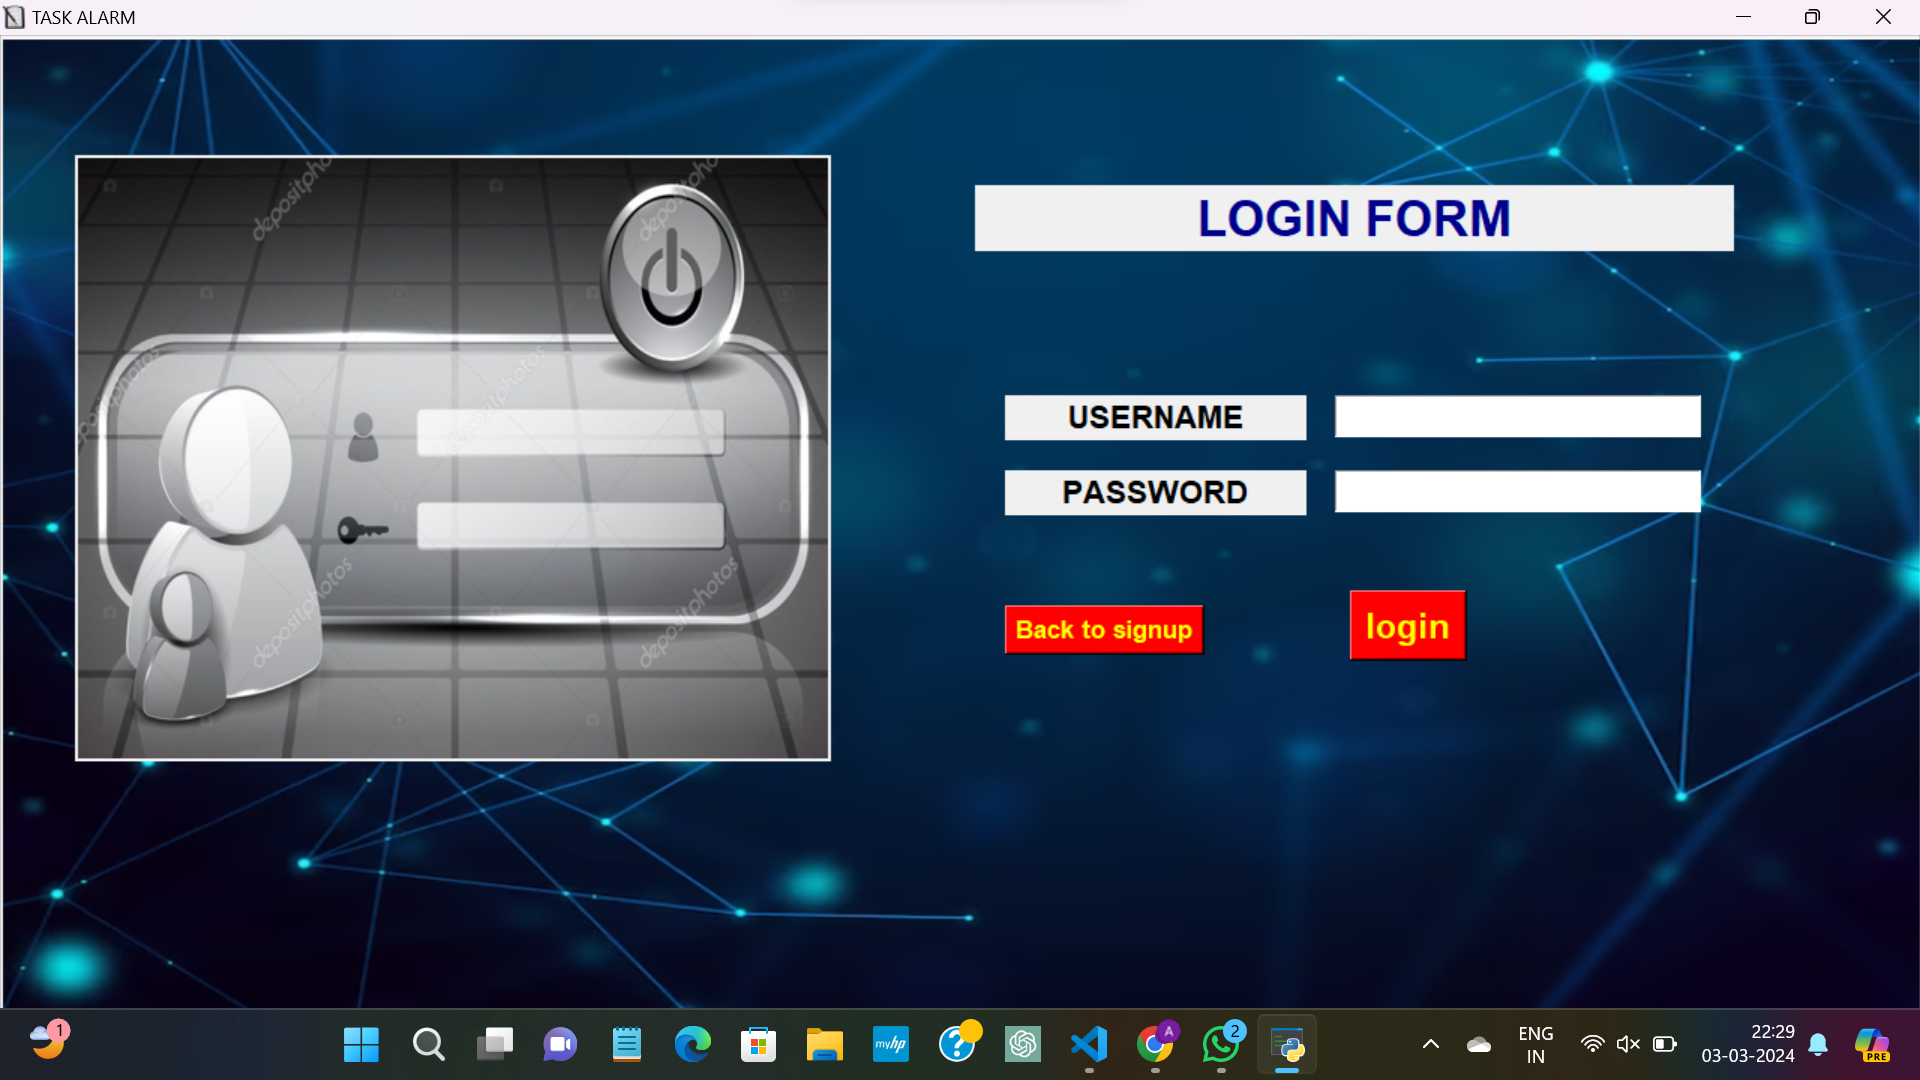 TASK ALARM
depositphotos
LOGIN FORM
USERNAME
PASSWORD
Back to signup
login
1
myhp
A
2
ENG
IN
22:29
03-03-2024
PRE